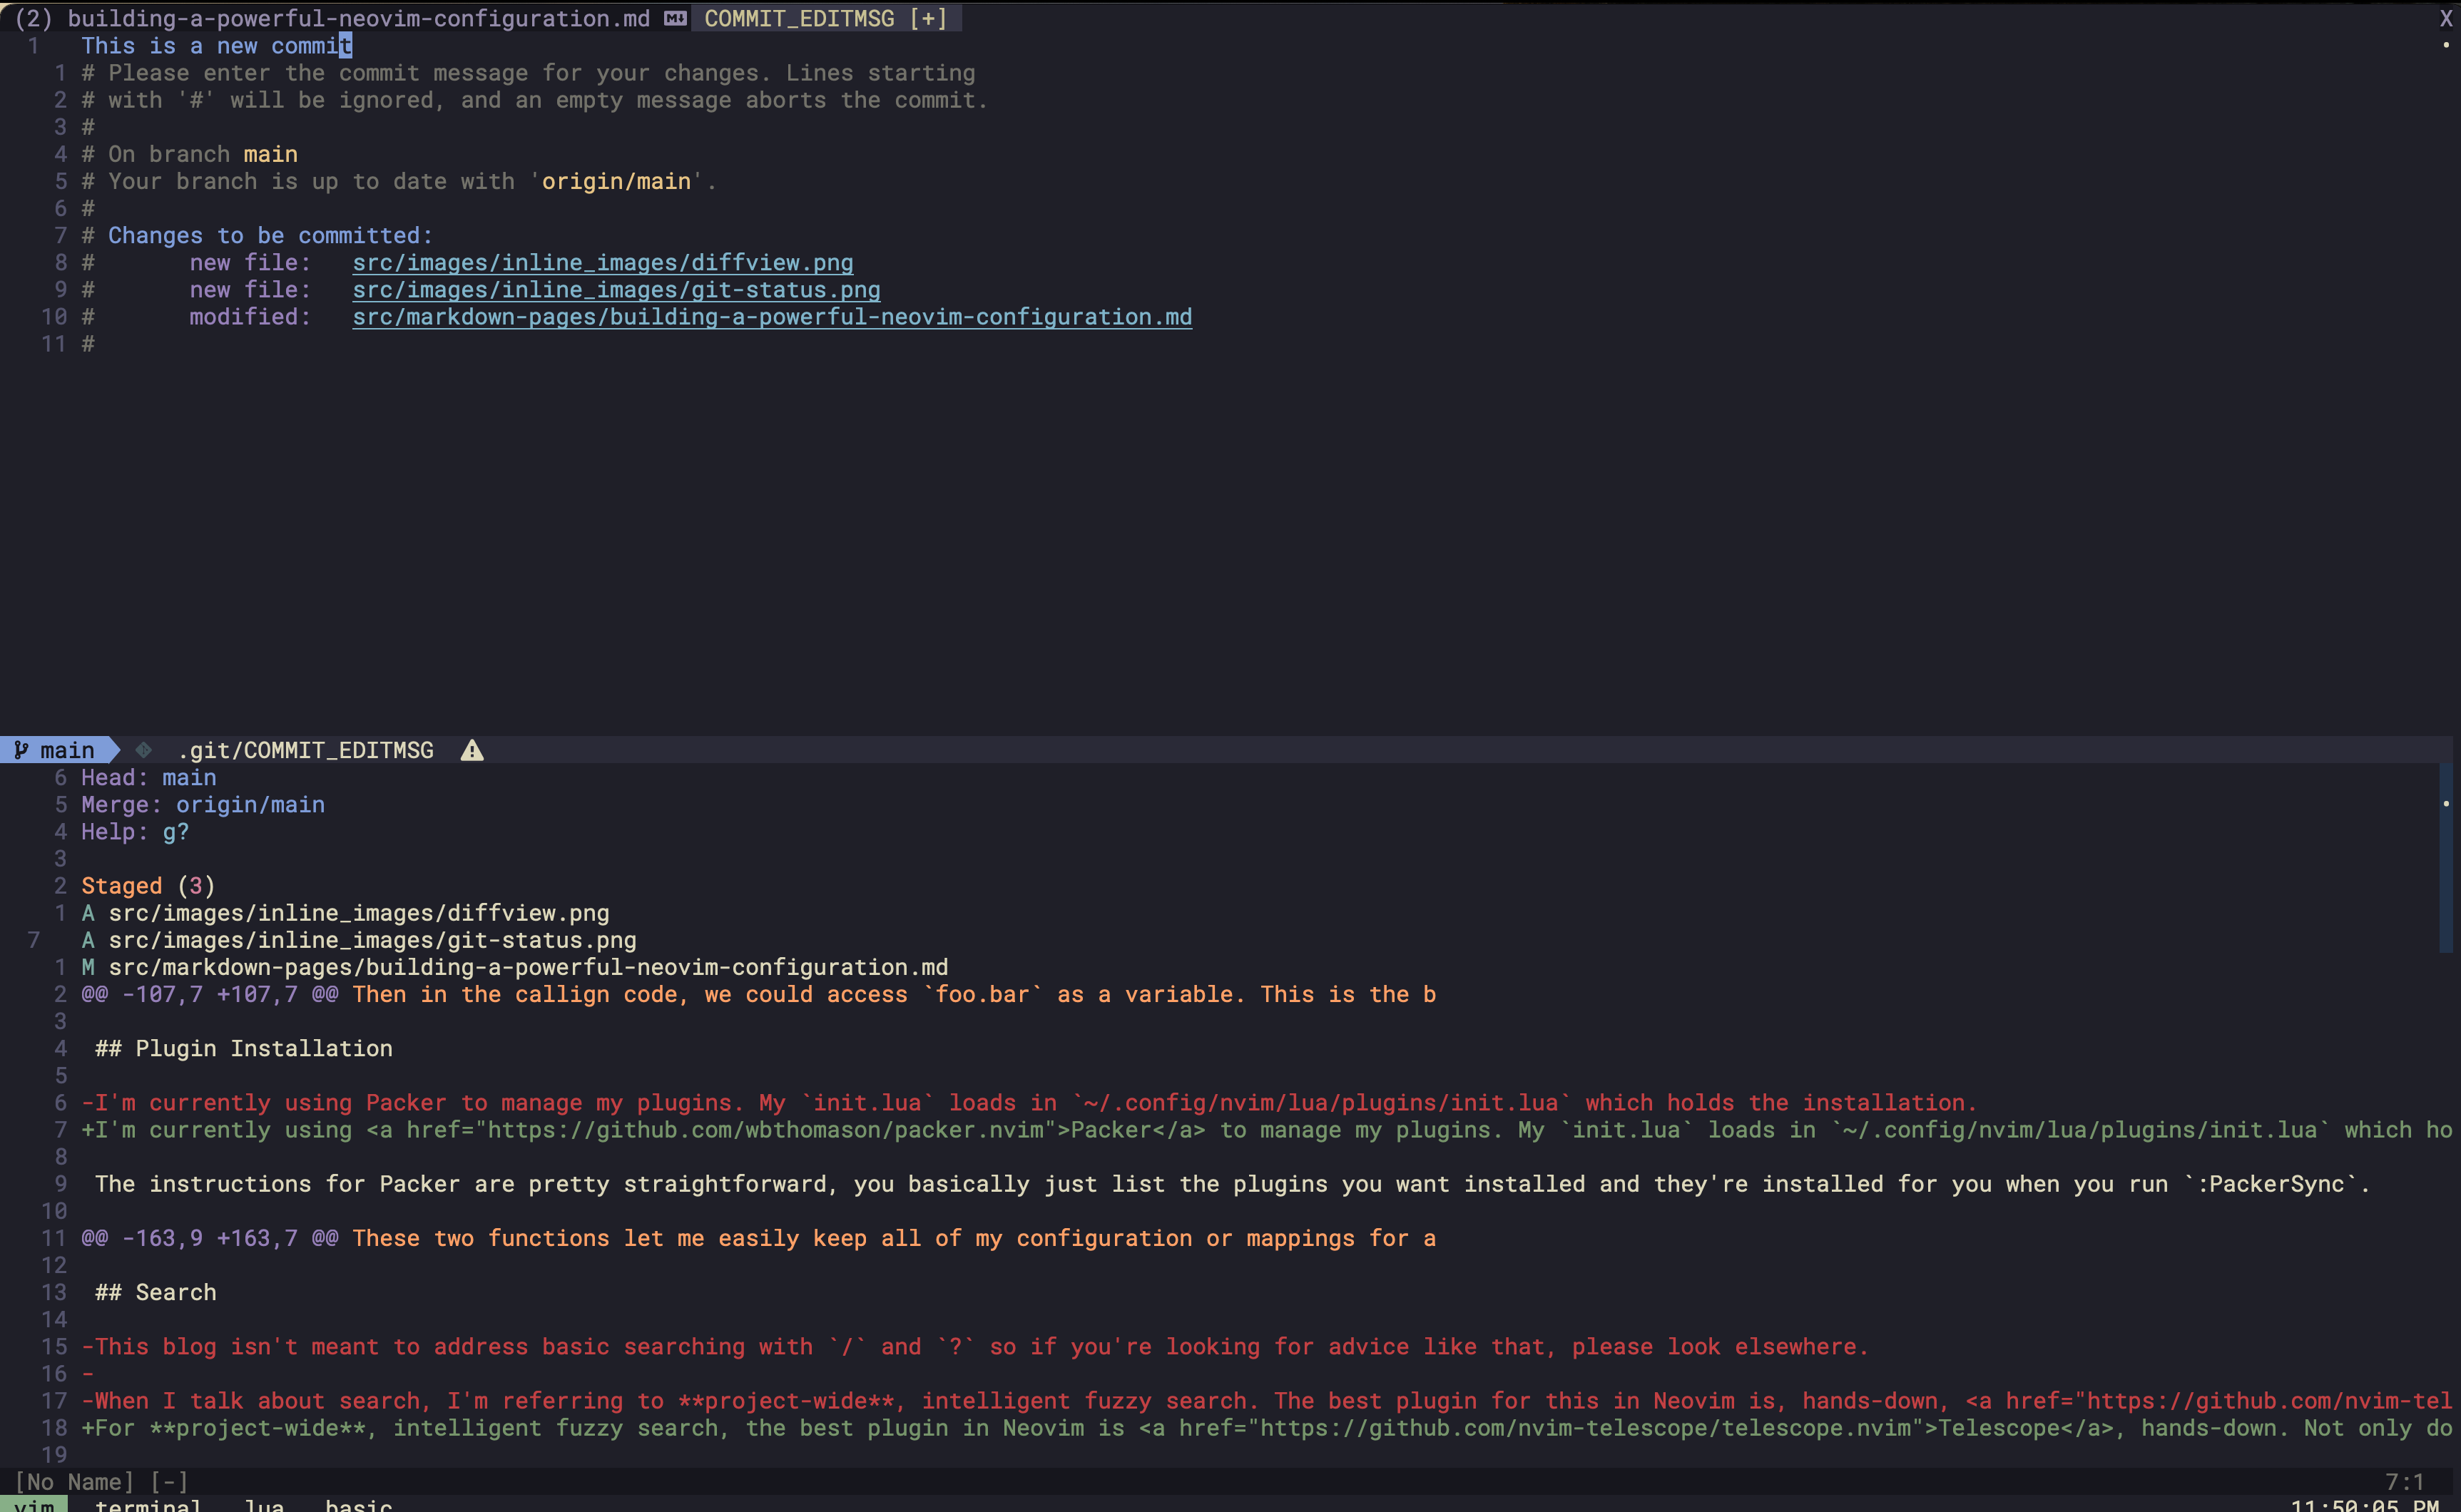 (2) building-a-powerful-neovim-configuration.md M↓ COMMIT_EDITMSG [+] X
1 This is a new commit
1 # Please enter the commit message for your changes. Lines starting
2 # with '#' will be ignored, and an empty message aborts the commit.
3 #
4 # On branch main
5 # Your branch is up to date with 'origin/main'.
6 #
7 # Changes to be committed:
8 #       new file:   src/images/inline_images/diffview.png
9 #       new file:   src/images/inline_images/git-status.png
10 #       modified:   src/markdown-pages/building-a-powerful-neovim-configuration.md
11 #
main .git/COMMIT_EDITMSG
6 Head: main
5 Merge: origin/main
4 Help: g?
3
2 Staged (3)
1 A src/images/inline_images/diffview.png
7 A src/images/inline_images/git-status.png
1 M src/markdown-pages/building-a-powerful-neovim-configuration.md
2 @@ -107,7 +107,7 @@ Then in the callign code, we could access `foo.bar` as a variable. This is the b
3
4  ## Plugin Installation
5
6 -I'm currently using Packer to manage my plugins. My `init.lua` loads in `~/.config/nvim/lua/plugins/init.lua` which holds the installation.
7 +I'm currently using <a href="https://github.com/wbthomason/packer.nvim">Packer</a> to manage my plugins. My `init.lua` loads in `~/.config/nvim/lua/plugins/init.lua` which ho
8
9  The instructions for Packer are pretty straightforward, you basically just list the plugins you want installed and they're installed for you when you run `:PackerSync`.
10
11 @@ -163,9 +163,7 @@ These two functions let me easily keep all of my configuration or mappings for a
12
13  ## Search
14
15 -This blog isn't meant to address basic searching with `/` and `?` so if you're looking for advice like that, please look elsewhere.
16 -
17 -When I talk about search, I'm referring to **project-wide**, intelligent fuzzy search. The best plugin for this in Neovim is, hands-down, <a href="https://github.com/nvim-tel
18 +For **project-wide**, intelligent fuzzy search, the best plugin in Neovim is <a href="https://github.com/nvim-telescope/telescope.nvim">Telescope</a>, hands-down. Not only do
19
[No Name] [-] 7:1
vim terminal lua basic 11:50:05 PM